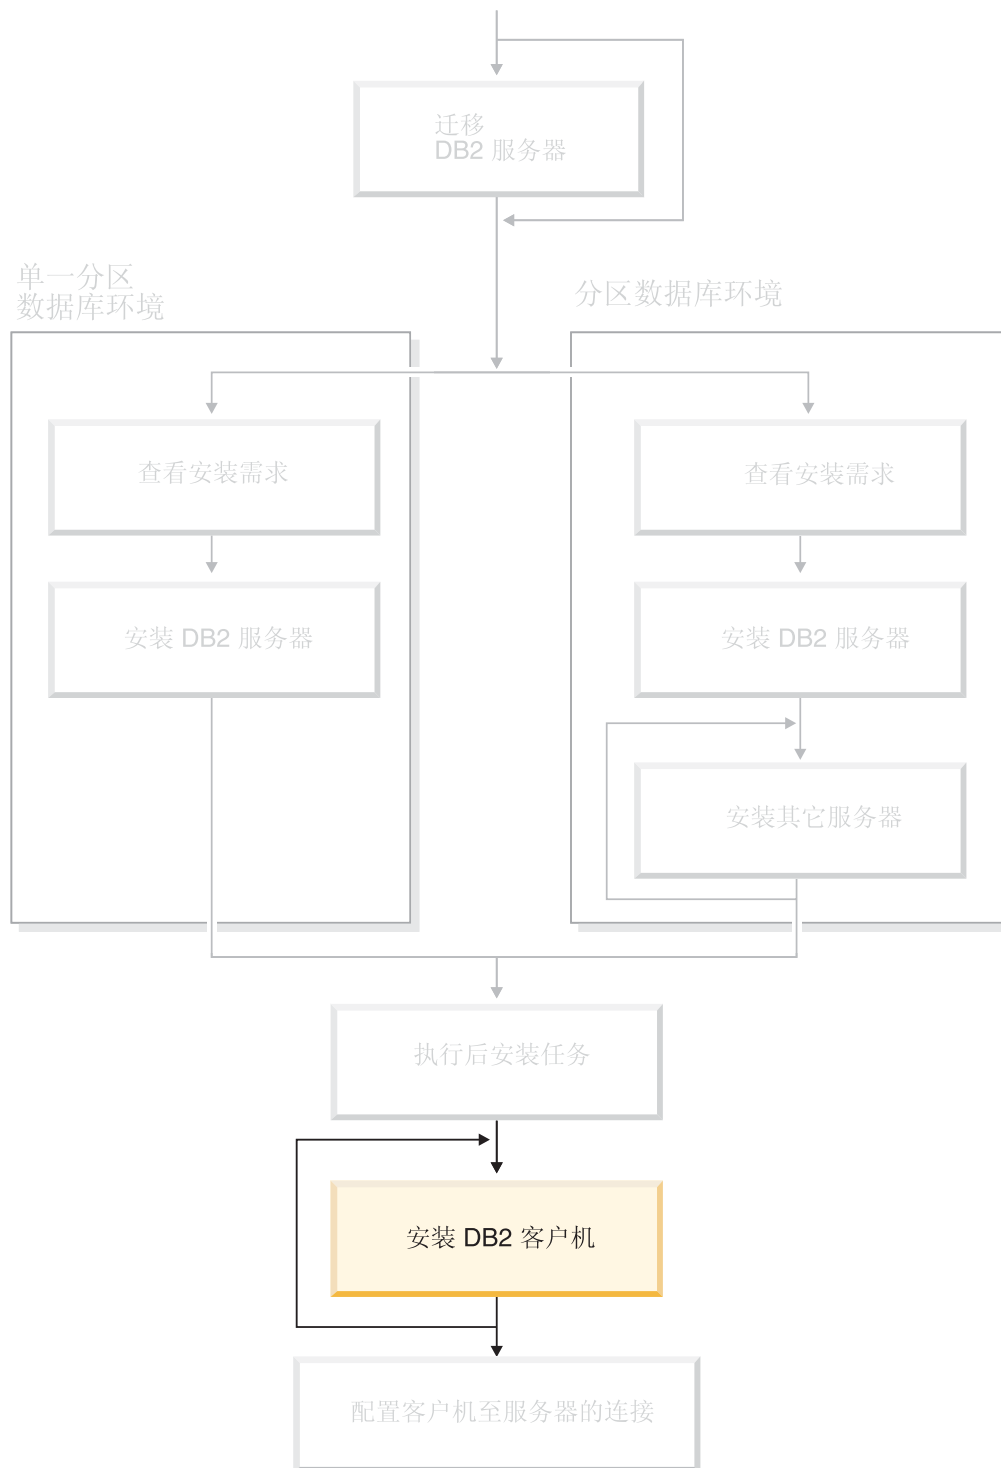 迁移
DB2 服务器
单一分区
数据库环境
分区数据库环境
查看安装需求
查看安装需求
安装 DB2 服务器
安装 DB2 服务器
安装其它服务器
执行后安装任务
安装 DB2 客户机
配置客户机至服务器的连接